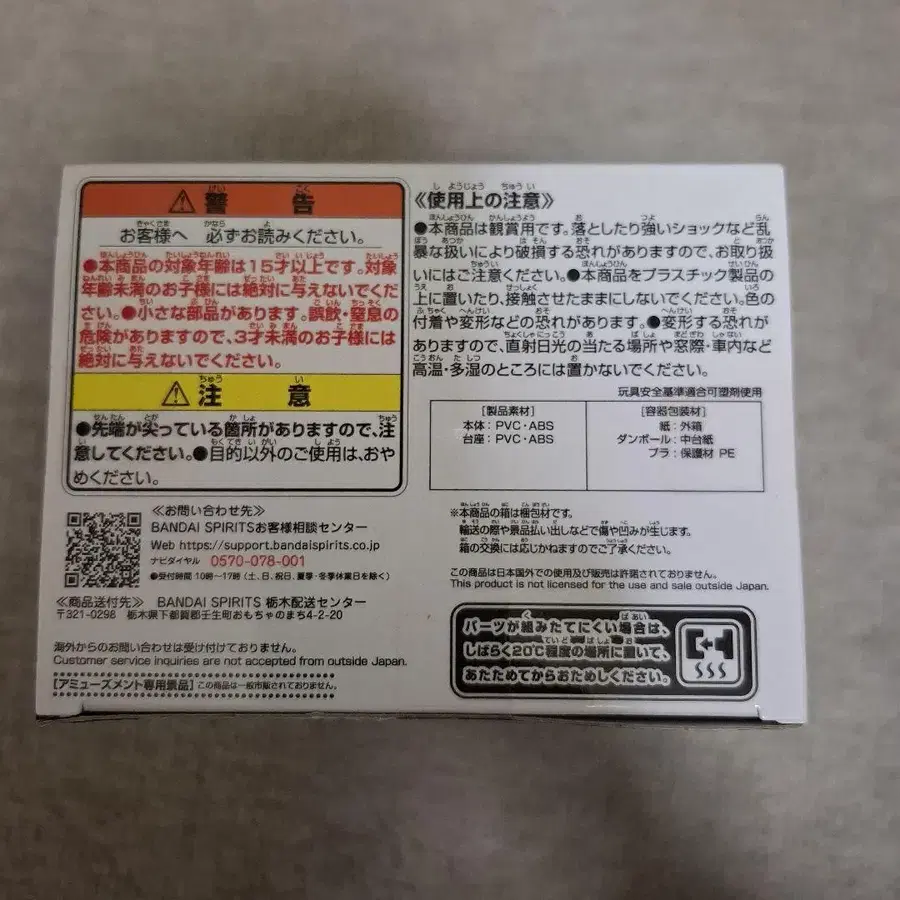 ⚠警告
お客様へ 必ずお読みください。
●本商品の対象年齢は15才以上です。対象
年齢未満のお子様には絶対に与えないでくだ
さい。●小さな部品があります。誤飲・窒息の
危険がありますので、3才未満のお子様には
絶対に与えないでください。
⚠注意
●先端が尖っている箇所がありますので、注
意してください。●目的以外のご使用は、おや
めください。
≪お問い合わせ先≫
BANDAI SPIRITSお客様相談センター
Web https://support.bandaispirits.co.jp
ナビダイヤル 0570-078-001
●受付時間 10時〜17時(土、日、祝日、夏季・冬季休業日を除く)
≪商品送付先≫ BANDAI SPIRITS 栃木配送センター
〒321-0298 栃木県下都賀郡壬生町おもちゃのまち4-2-20
海外からのお問い合わせは受け付けておりません。
Customer service inquiries are not accepted from outside Japan.
[アミューズメント専用景品] この商品は一般市販されておりません。
≪使用上の注意≫
●本商品は観賞用です。落としたり強いショックなど乱
暴な扱いにより破損する恐れがありますので、お取り扱
いにはご注意ください。●本商品をプラスチック製品の
上に置いたり、接触させたままにしないでください。色の
付着や変形などの恐れがあります。●変形する恐れが
ありますので、直射日光の当たる場所や窓際・車内など
高温・多湿のところには置かないでください。
玩具安全基準適合可塑剤使用
[製品素材]
本体:PVC・ABS
台座:PVC・ABS
[容器包装材]
紙:外箱
ダンボール:中台紙
プラ:保護材 PE
※本商品の箱は梱包材です。
輸送の際や景品払い出しなどで傷や凹みが生じます。
箱の交換には応じかねますのでご了承ください。
この商品は日本国外での使用及び販売は許諾されておりません。
This product is not licensed for the use and sale outside Japan.
パーツが組みたてにくい場合は、
しばらく20℃程度の場所に置いて、
あたためてからおためしください。